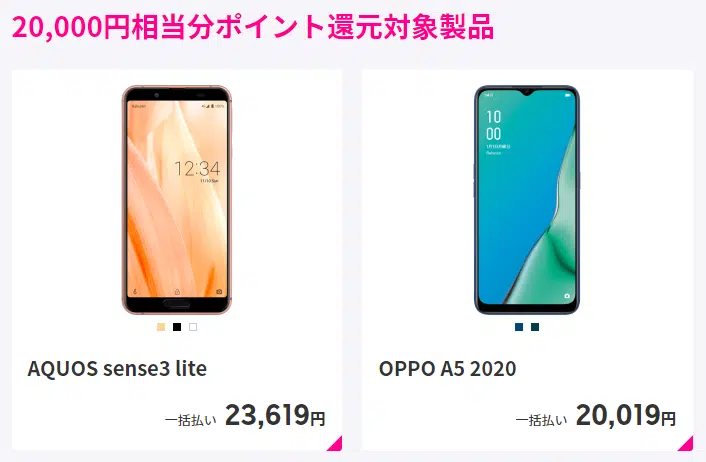 20,000円相当分ポイント還元対象製品
12:34
10
00
AQUOS sense3 lite
一括払い 23,619円
OPPO A5 2020
一括払い 20,019円